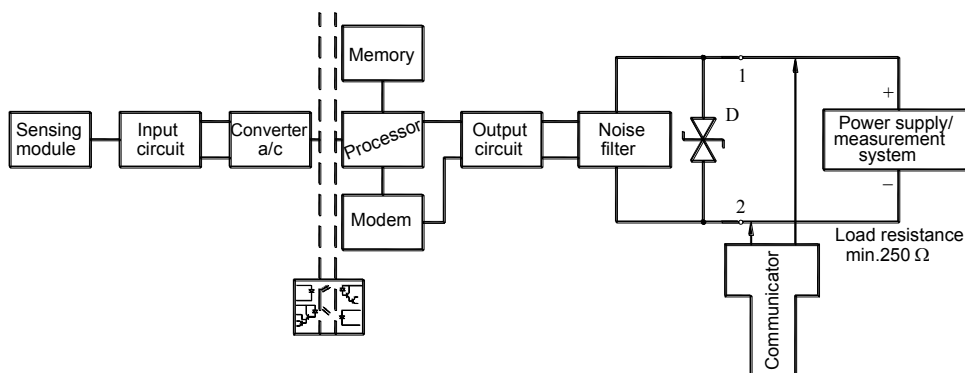 Memory
Sensing
module
Input
circuit
Converter
a/c
Processor
Output
circuit
Noise
filter
Modem
1
D
2
+
Power supply/
measurement
system
−
Load resistance
min.250 Ω
Communicator